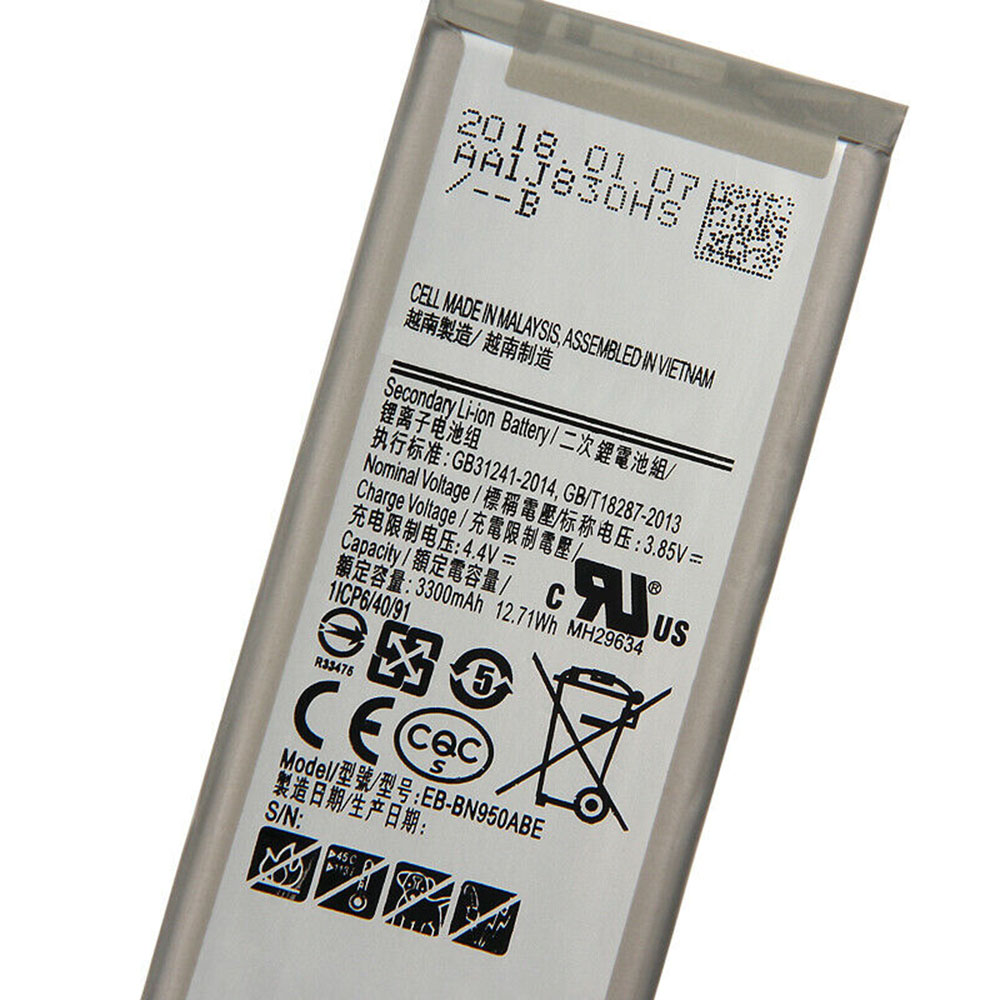 2018.01.07
AA1J830HS
/--B
CELL MADE IN MALAYSIS, ASSEMBLED IN VIETNAM
越南製造/ 越南制造
Secondary Li-ion Battery / 二次鋰電池組/
锂离子电池组
执行标准: GB31241-2014, GB/T18287-2013
Nominal Voltage / 標稱電壓/标称电压: 3.85V⎓
Charge Voltage / 充電限制電壓/
充电限制电压: 4.4V⎓
Capacity / 額定電容量/
额定容量: 3300mAh 12.71Wh
1ICP6/40/91
c RU® US
MH29634
R33475
5
CE
CQC
S
Model/型號/型号: EB-BN950ABE
製造日期/生产日期:
S/N:
45C
113